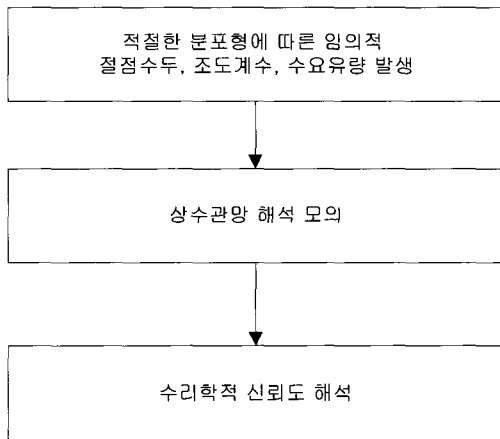 적절한 분포형에 따른 임의적
절점수두, 조도계수, 수요유량 발생
상수관망 해석 모의
수리학적 신뢰도 해석